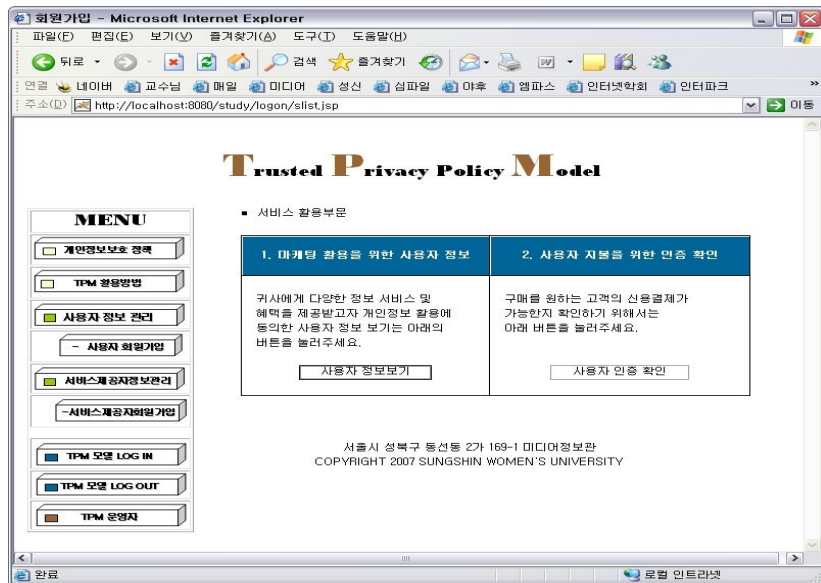 회원가입 - Microsoft Internet Explorer
파일(F) 편집(E) 보기(V) 즐겨찾기(A) 도구(T) 도움말(H)
뒤로 검색 즐겨찾기
연결 네이버 교수님 매일 미디어 성신 심파일 야후 엠파스 인터넷학회 인터파크 »
주소(D) http://localhost:8080/study/logon/slist.jsp 이동
Trusted Privacy Policy Model
MENU
개인정보보호 정책
TPM 활용방법
사용자 정보 관리
- 사용자 회원가입
서비스제공자정보관리
-서비스제공자회원가입
TPM 모델 LOG IN
TPM 모델 LOG OUT
TPM 운영자
▪ 서비스 활용부문
1. 마케팅 활용을 위한 사용자 정보
귀사에게 다양한 정보 서비스 및
혜택을 제공받고자 개인정보 활용에
동의한 사용자 정보 보기는 아래의
버튼을 눌러주세요.
사용자 정보보기
2. 사용자 지불을 위한 인증 확인
구매를 원하는 고객의 신용결제가
가능한지 확인하기 위해서는
아래 버튼을 눌러주세요.
사용자 인증 확인
서울시 성북구 동선동 2가 169-1 미디어정보관
COPYRIGHT 2007 SUNGSHIN WOMEN'S UNIVERSITY
완료 로컬 인트라넷